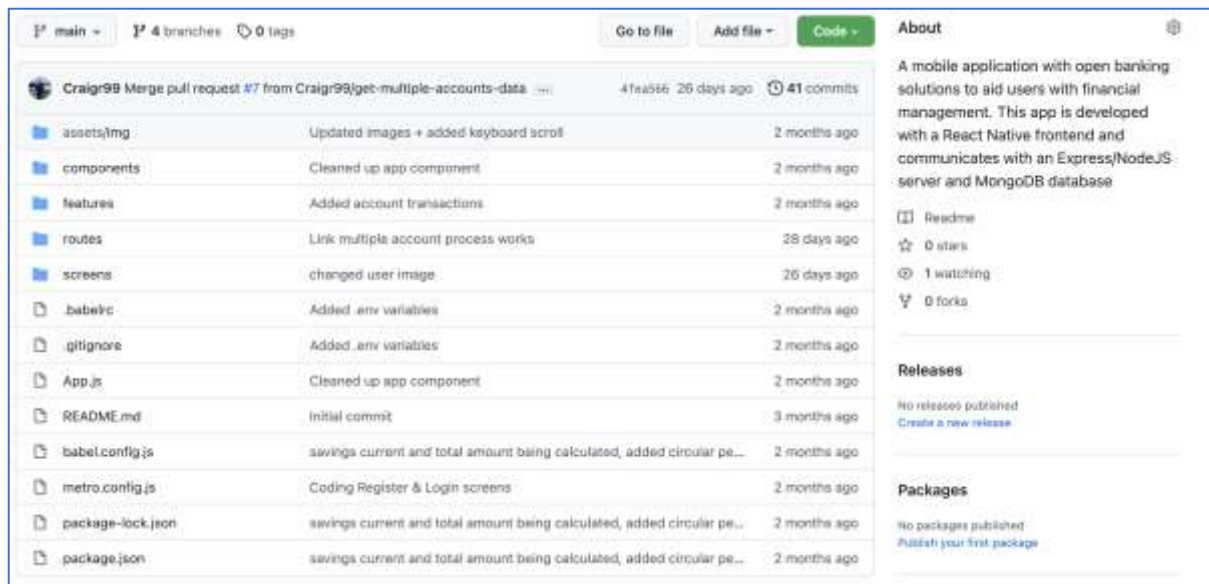 main 4 branches 0 tags Go to file Add file Code
Craigr99 Merge pull request #7 from Craigr99/get-multiple-accounts-data ... 4fea566 26 days ago 41 commits
assets/img Updated images + added keyboard scroll 2 months ago
components Cleaned up app component 2 months ago
features Added account transactions 2 months ago
routes Link multiple account process works 28 days ago
screens changed user image 26 days ago
.babelrc Added .env variables 2 months ago
.gitignore Added .env variables 2 months ago
App.js Cleaned up app component 2 months ago
README.md Initial commit 3 months ago
babel.config.js savings current and total amount being calculated, added circular pe... 2 months ago
metro.config.js Coding Register & Login screens 2 months ago
package-lock.json savings current and total amount being calculated, added circular pe... 2 months ago
package.json savings current and total amount being calculated, added circular pe... 2 months ago
About
A mobile application with open banking
solutions to aid users with financial
management. This app is developed
with a React Native frontend and
communicates with an Express/NodeJS
server and MongoDB database
Readme
0 stars
1 watching
0 forks
Releases
No releases published
Create a new release
Packages
No packages published
Publish your first package